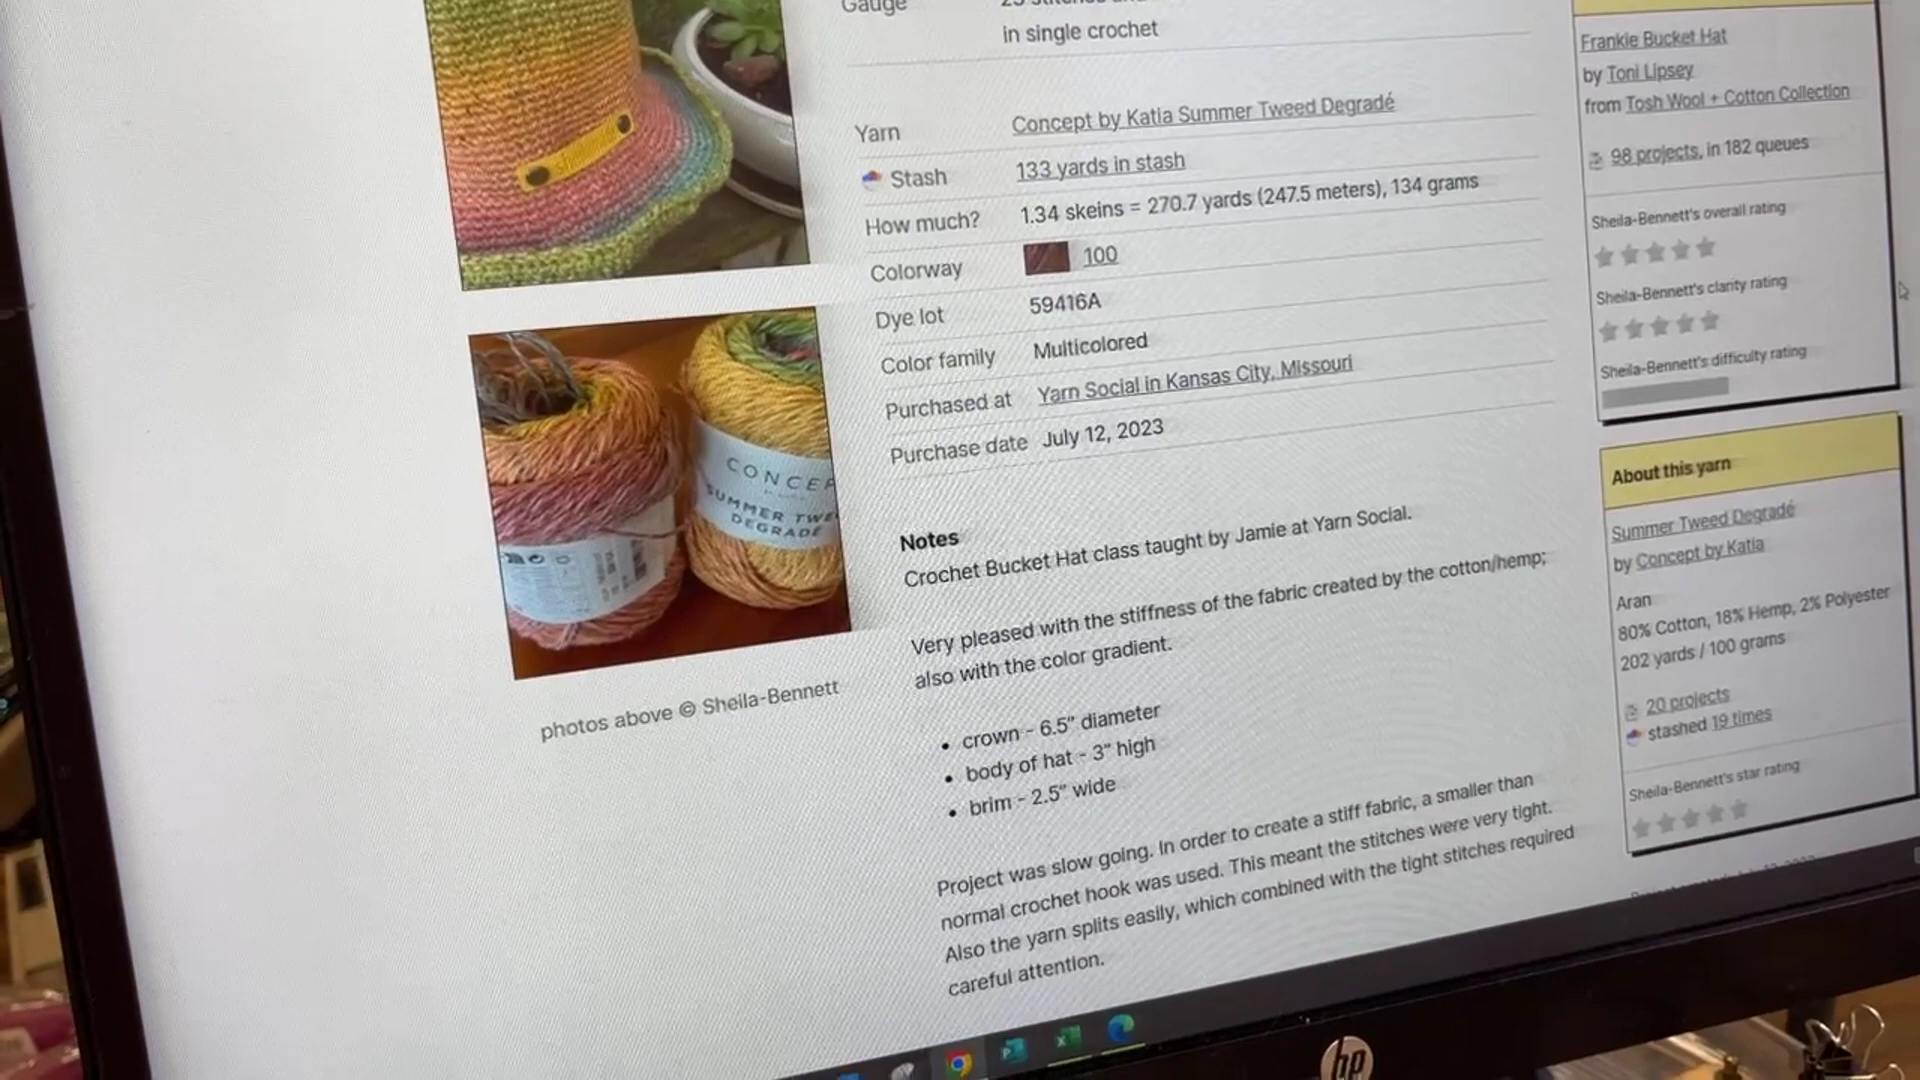 Gauge
in single crochet
Yarn Concept by Katia Summer Tweed Degradé
Stash 133 yards in stash
How much? 1.34 skeins = 270.7 yards (247.5 meters), 134 grams
Colorway 100
Dye lot 59416A
Color family Multicolored
Purchased at Yarn Social in Kansas City, Missouri
Purchase date July 12, 2023
CONCEP
SUMMER TWE
DEGRADÉ
photos above © Sheila-Bennett
Notes
Crochet Bucket Hat class taught by Jamie at Yarn Social.
Very pleased with the stiffness of the fabric created by the cotton/hemp;
also with the color gradient.
• crown - 6.5" diameter
• body of hat - 3" high
• brim - 2.5" wide
Project was slow going. In order to create a stiff fabric, a smaller than
normal crochet hook was used. This meant the stitches were very tight.
Also the yarn splits easily, which combined with the tight stitches required
careful attention.
Frankie Bucket Hat
by Toni Lipsey
from Tosh Wool + Cotton Collection
98 projects, in 182 queues
Sheila-Bennett's overall rating
Sheila-Bennett's clarity rating
Sheila-Bennett's difficulty rating
About this yarn
Summer Tweed Degradé
by Concept by Katia
Aran
80% Cotton, 18% Hemp, 2% Polyester
202 yards / 100 grams
20 projects
stashed 19 times
Sheila-Bennett's star rating
hp